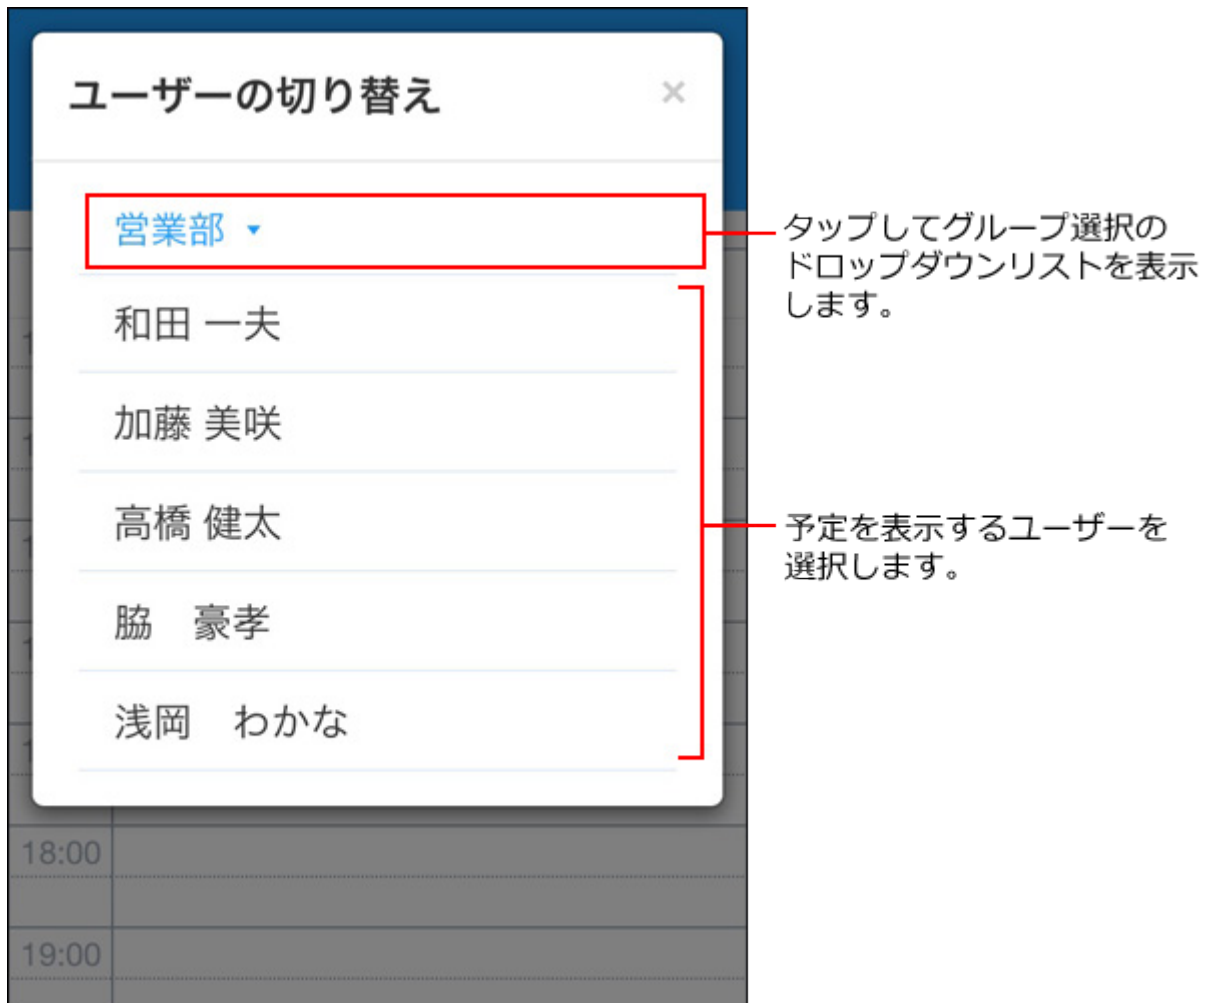 ユーザーの切り替え
×
営業部
タップしてグループ選択の
ドロップダウンリストを表示
します。
和田 一夫
加藤 美咲
高橋 健太
予定を表示するユーザーを
選択します。
脇　豪孝
浅岡　わかな
18:00
19:00